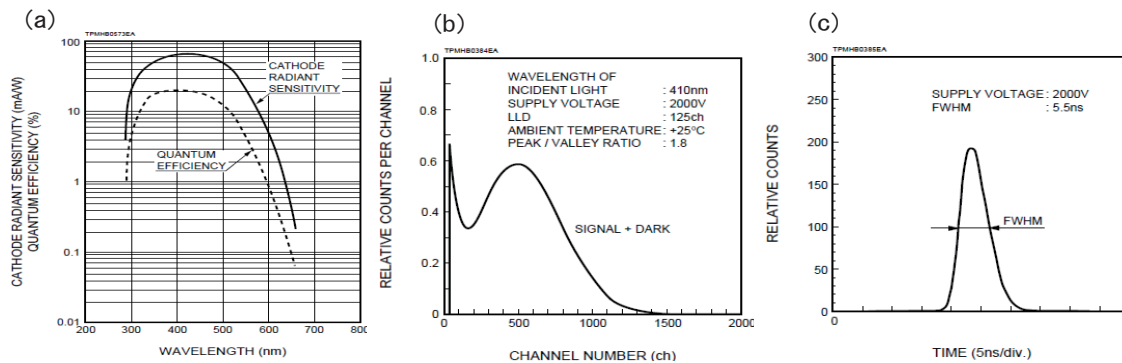 (a)
TPMHB0573EA
CATHODE RADIANT SENSITIVITY (mA/W)
QUANTUM EFFICIENCY (%)
100
10
1
0.1
0.01
CATHODE
RADIANT
SENSITIVITY
QUANTUM
EFFICIENCY
200 300 400 500 600 700 800
WAVELENGTH (nm)
(b)
TPMHB0384EA
RELATIVE COUNTS PER CHANNEL
1.0
0.8
0.6
0.4
0.2
0
WAVELENGTH OF
INCIDENT LIGHT : 410nm
SUPPLY VOLTAGE : 2000V
LLD : 125ch
AMBIENT TEMPERATURE : +25°C
PEAK / VALLEY RATIO : 1.8
SIGNAL + DARK
500 1000 1500 2000
CHANNEL NUMBER (ch)
(c)
TPMHB0385EA
RELATIVE COUNTS
300
250
200
150
100
50
0
0
SUPPLY VOLTAGE : 2000V
FWHM : 5.5ns
FWHM
TIME (5ns/div.)